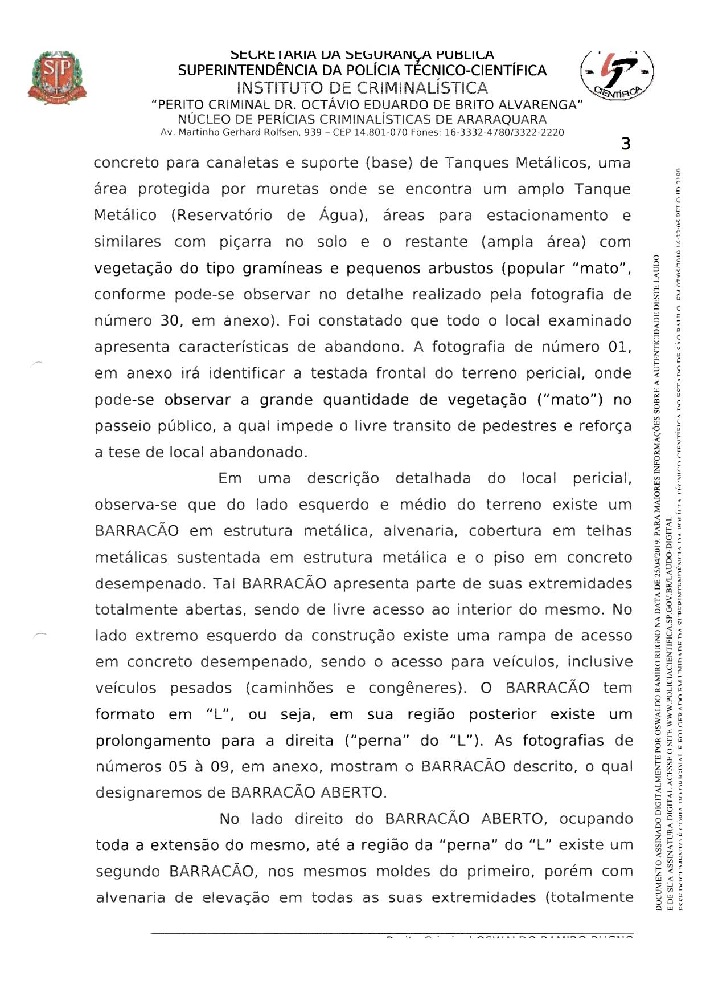 SECRETARIA DA SEGURANÇA PÚBLICA
SUPERINTENDÊNCIA DA POLÍCIA TÉCNICO-CIENTÍFICA
INSTITUTO DE CRIMINALÍSTICA
“PERITO CRIMINAL DR. OCTÁVIO EDUARDO DE BRITO ALVARENGA”
NÚCLEO DE PERÍCIAS CRIMINALÍSTICAS DE ARARAQUARA
Av. Martinho Gerhard Rolfsen, 939 – CEP 14.801-070 Fones: 16-3332-4780/3322-2220
SP
CIENTÍFICA
3
concreto para canaletas e suporte (base) de Tanques Metálicos, uma
área protegida por muretas onde se encontra um amplo Tanque
Metálico (Reservatório de Água), áreas para estacionamento e
similares com piçarra no solo e o restante (ampla área) com
vegetação do tipo gramíneas e pequenos arbustos (popular “mato”,
conforme pode-se observar no detalhe realizado pela fotografia de
número 30, em anexo). Foi constatado que todo o local examinado
apresenta características de abandono. A fotografia de número 01,
em anexo irá identificar a testada frontal do terreno pericial, onde
pode-se observar a grande quantidade de vegetação (“mato”) no
passeio público, a qual impede o livre transito de pedestres e reforça
a tese de local abandonado.
Em uma descrição detalhada do local pericial,
observa-se que do lado esquerdo e médio do terreno existe um
BARRACÃO em estrutura metálica, alvenaria, cobertura em telhas
metálicas sustentada em estrutura metálica e o piso em concreto
desempenado. Tal BARRACÃO apresenta parte de suas extremidades
totalmente abertas, sendo de livre acesso ao interior do mesmo. No
lado extremo esquerdo da construção existe uma rampa de acesso
em concreto desempenado, sendo o acesso para veículos, inclusive
veículos pesados (caminhões e congêneres). O BARRACÃO tem
formato em “L”, ou seja, em sua região posterior existe um
prolongamento para a direita (“perna” do “L”). As fotografias de
números 05 à 09, em anexo, mostram o BARRACÃO descrito, o qual
designaremos de BARRACÃO ABERTO.
No lado direito do BARRACÃO ABERTO, ocupando
toda a extensão do mesmo, até a região da “perna” do “L” existe um
segundo BARRACÃO, nos mesmos moldes do primeiro, porém com
alvenaria de elevação em todas as suas extremidades (totalmente
Perito Criminal OSWALDO RAMIRO RUGNO
DOCUMENTO ASSINADO DIGITALMENTE POR OSWALDO RAMIRO RUGNO NA DATA DE 25/04/2019. PARA MAIORES INFORMAÇÕES SOBRE A AUTENTICIDADE DESTE LAUDO
E DE SUA ASSINATURA DIGITAL ACESSE O SITE WWW.POLICIACIENTIFICA.SP.GOV.BR/LAUDO-DIGITAL
ESSE DOCUMENTO É CÓPIA DO ORIGINAL E FOI GERADO EM UNIDADE DA SUPERINTENDÊNCIA DA POLÍCIA TÉCNICO CIENTÍFICA DO ESTADO DE SÃO PAULO, EM 07/05/2019